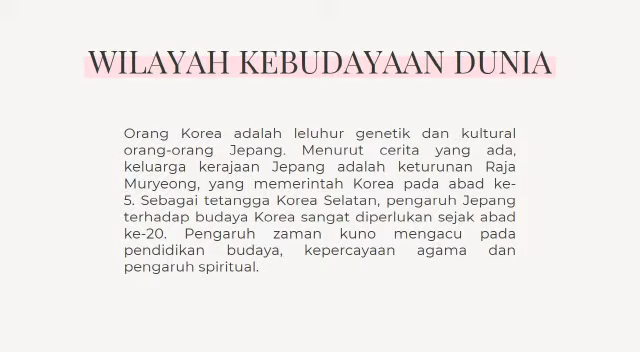 WILAYAH KEBUDAYAAN DUNIA
Orang Korea adalah leluhur genetik dan kultural
orang-orang Jepang. Menurut cerita yang ada,
keluarga kerajaan Jepang adalah keturunan Raja
Muryeong, yang memerintah Korea pada abad ke-
5. Sebagai tetangga Korea Selatan, pengaruh Jepang
terhadap budaya Korea sangat diperlukan sejak abad
ke-20. Pengaruh zaman kuno mengacu pada
pendidikan budaya, kepercayaan agama dan
pengaruh spiritual.